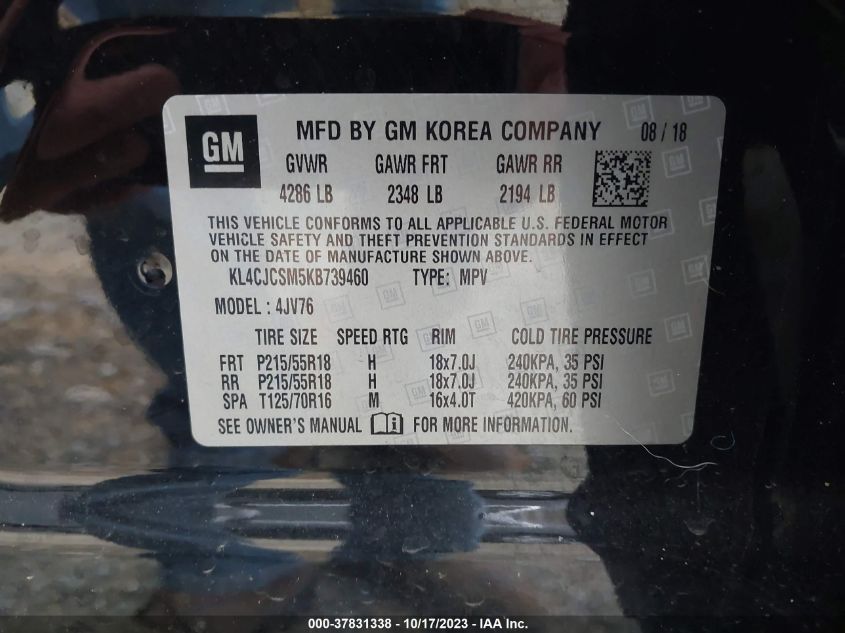 GM
MFD BY GM KOREA COMPANY 08 / 18
GVWR GAWR FRT GAWR RR
4286 LB 2348 LB 2194 LB
THIS VEHICLE CONFORMS TO ALL APPLICABLE U.S. FEDERAL MOTOR
VEHICLE SAFETY AND THEFT PREVENTION STANDARDS IN EFFECT
ON THE DATE OF MANUFACTURE SHOWN ABOVE.
KL4CJCSM5KB739460 TYPE: MPV
MODEL : 4JV76
TIRE SIZE SPEED RTG RIM COLD TIRE PRESSURE
FRT P215/55R18 H 18x7.0J 240KPA, 35 PSI
RR P215/55R18 H 18x7.0J 240KPA, 35 PSI
SPA T125/70R16 M 16x4.0T 420KPA, 60 PSI
SEE OWNER'S MANUAL i FOR MORE INFORMATION.
000-37831338 - 10/17/2023 - IAA Inc.